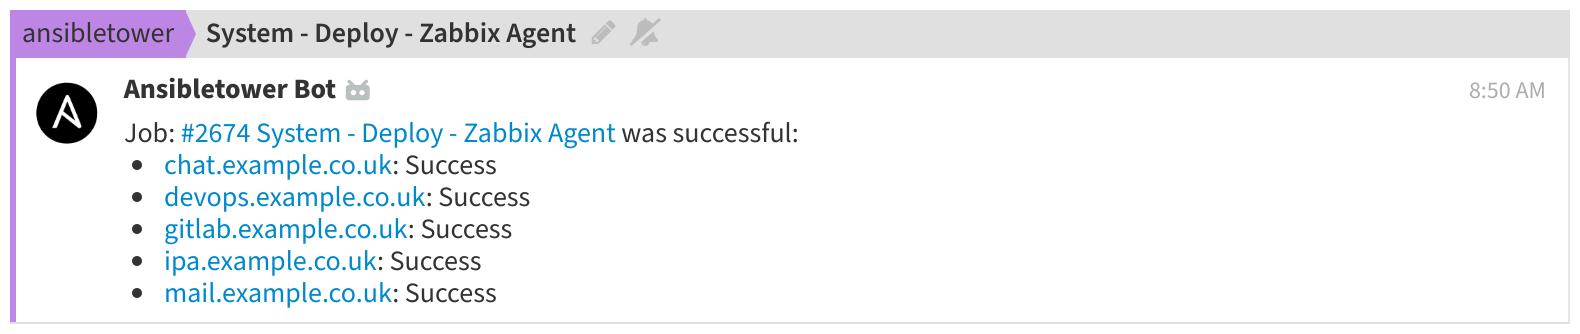 ansibletower System - Deploy - Zabbix Agent
Ansibletower Bot 8:50 AM
Job: #2674 System - Deploy - Zabbix Agent was successful:
• chat.example.co.uk: Success
• devops.example.co.uk: Success
• gitlab.example.co.uk: Success
• ipa.example.co.uk: Success
• mail.example.co.uk: Success